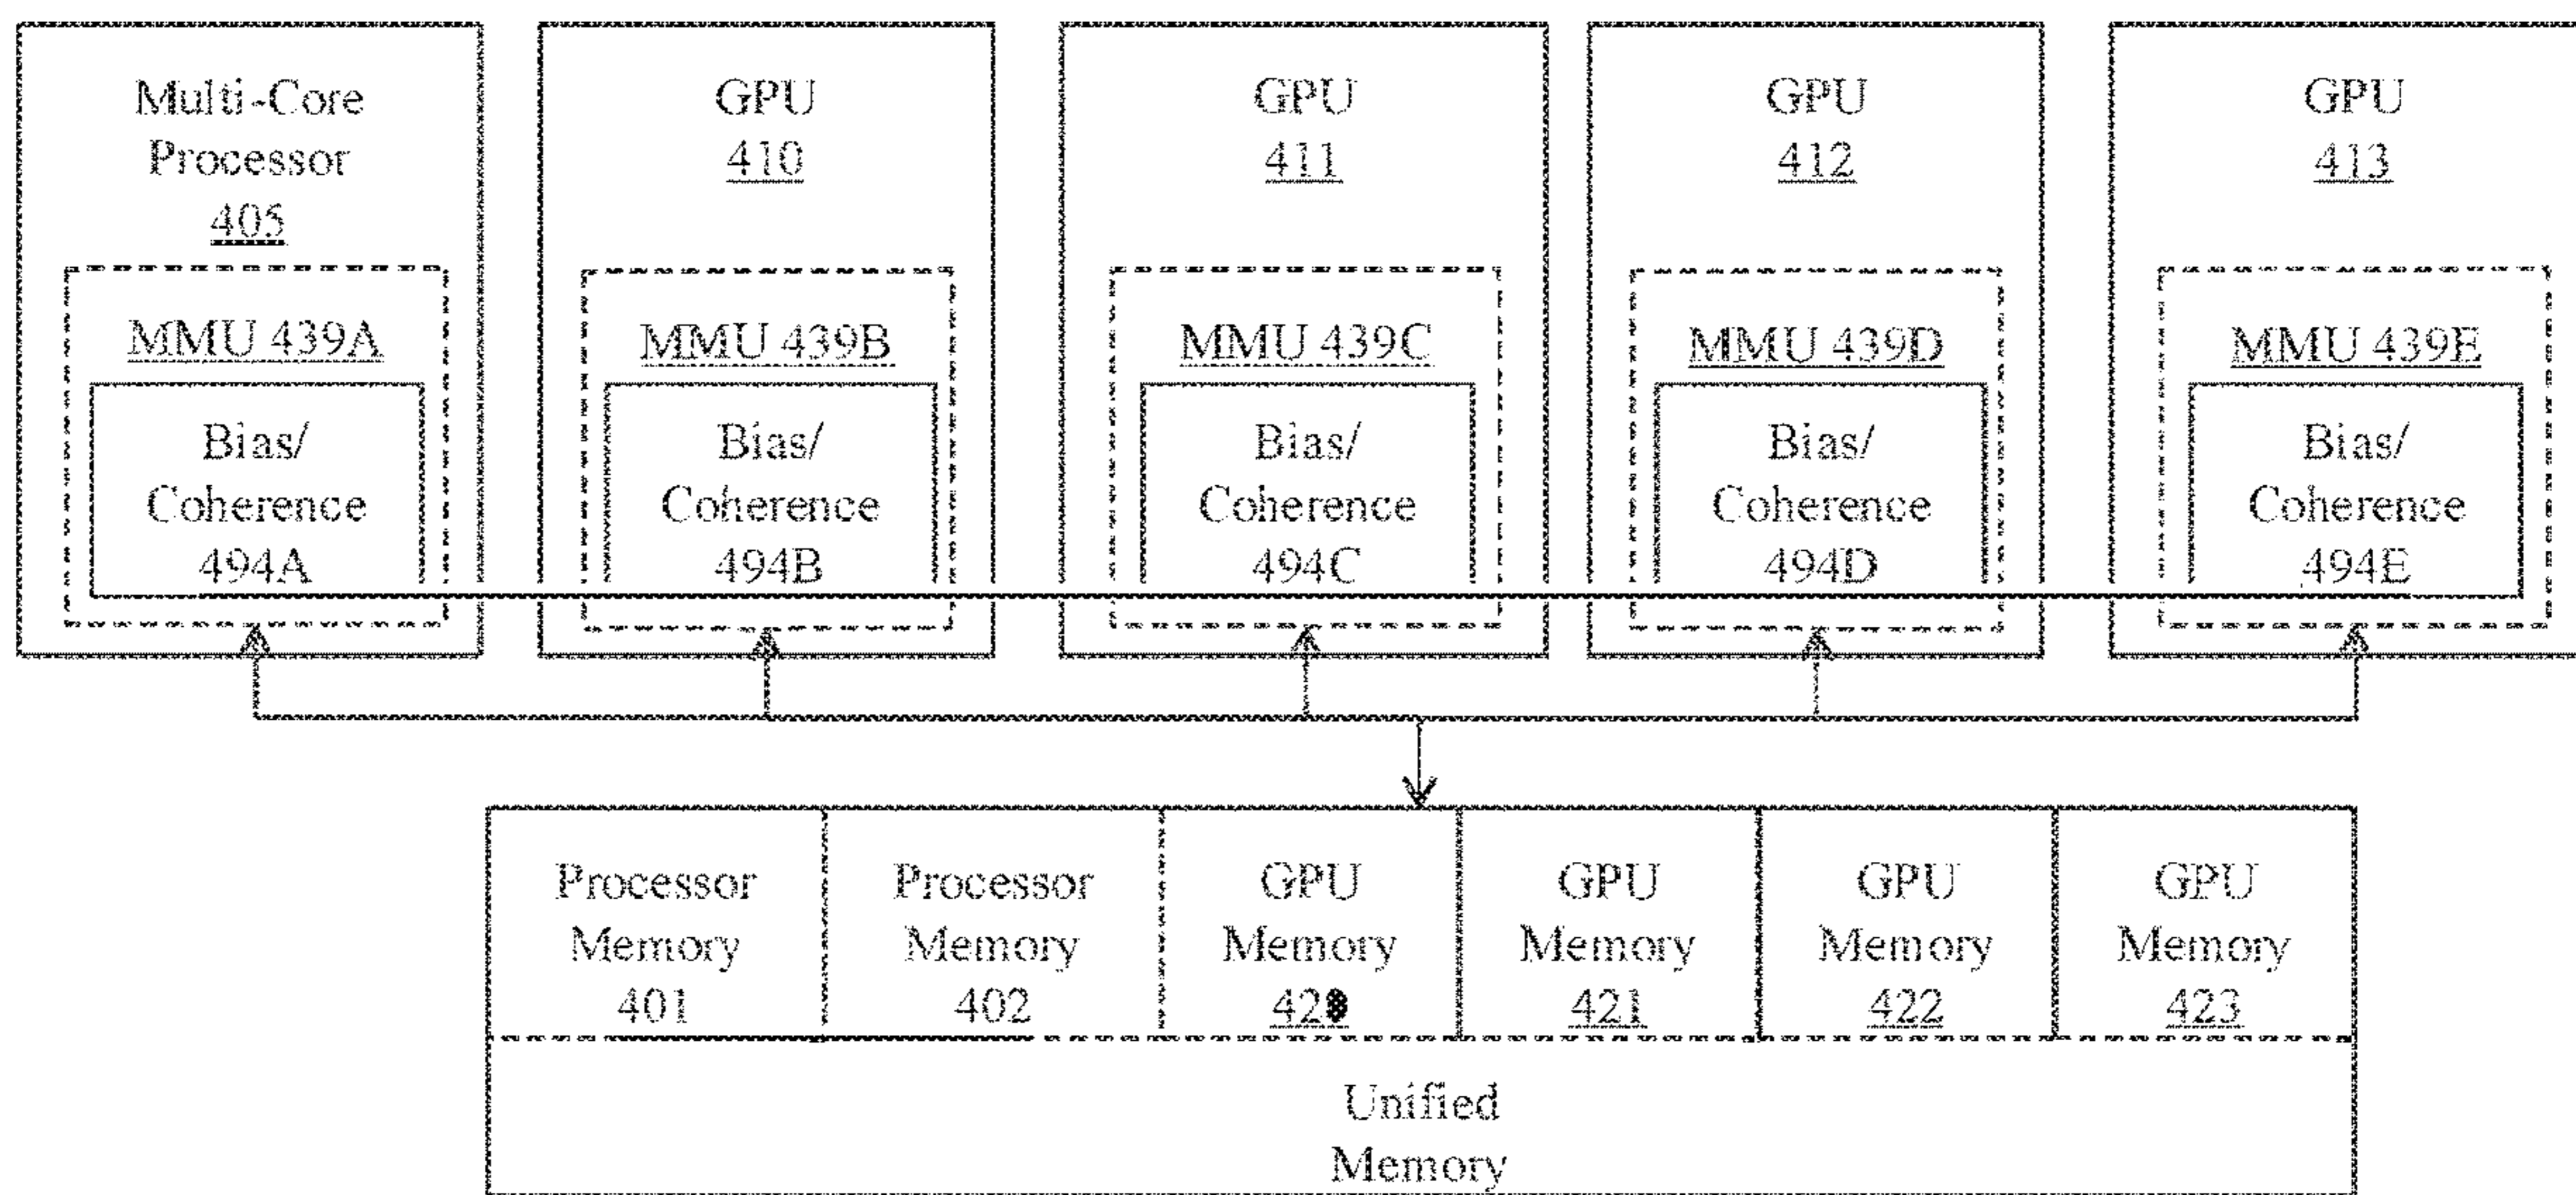 Multi-Core
Processor
405
MMU 439A
Bias/
Coherence
494A
GPU
410
MMU 439B
Bias/
Coherence
494B
GPU
411
MMU 439C
Bias/
Coherence
494C
GPU
412
MMU 439D
Bias/
Coherence
494D
GPU
413
MMU 439E
Bias/
Coherence
494E
Processor
Memory
401
Processor
Memory
402
GPU
Memory
420
GPU
Memory
421
GPU
Memory
422
GPU
Memory
423
Unified
Memory